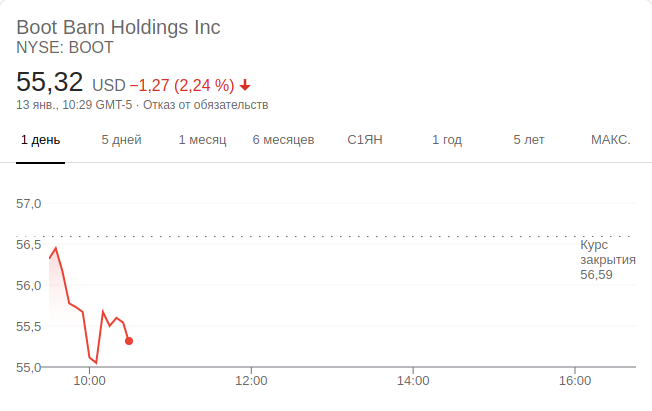 Boot Barn Holdings Inc
NYSE: BOOT
55,32 USD −1,27 (2,24 %)
13 янв., 10:29 GMT-5 · Отказ от обязательств
1 день 5 дней 1 месяц 6 месяцев С1ЯН 1 год 5 лет МАКС.
57,0
56,5
56,0
55,5
55,0
Курс
закрытия
56,59
10:00 12:00 14:00 16:00